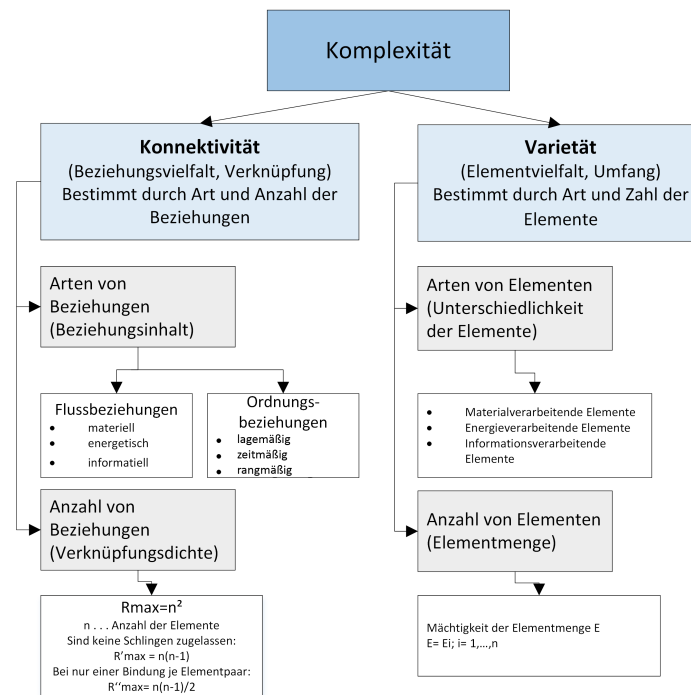 Komplexität
Konnektivität
(Beziehungsvielfalt, Verknüpfung)
Bestimmt durch Art und Anzahl der
Beziehungen
Arten von
Beziehungen
(Beziehungsinhalt)
Flussbeziehungen
• materiell
• energetisch
• informatiell
Ordnungs-
beziehungen
• lagemäßig
• zeitmäßig
• rangmäßig
Anzahl von
Beziehungen
(Verknüpfungsdichte)
Rmax=n²
n . . . Anzahl der Elemente
Sind keine Schlingen zugelassen:
R'max = n(n-1)
Bei nur einer Bindung je Elementpaar:
R''max= n(n-1)/2
Varietät
(Elementvielfalt, Umfang)
Bestimmt durch Art und Zahl der
Elemente
Arten von Elementen
(Unterschiedlichkeit
der Elemente)
• Materialverarbeitende Elemente
• Energieverarbeitende Elemente
• Informationsverarbeitende
Elemente
Anzahl von Elementen
(Elementmenge)
Mächtigkeit der Elementmenge E
E= Ei; i= 1,...,n